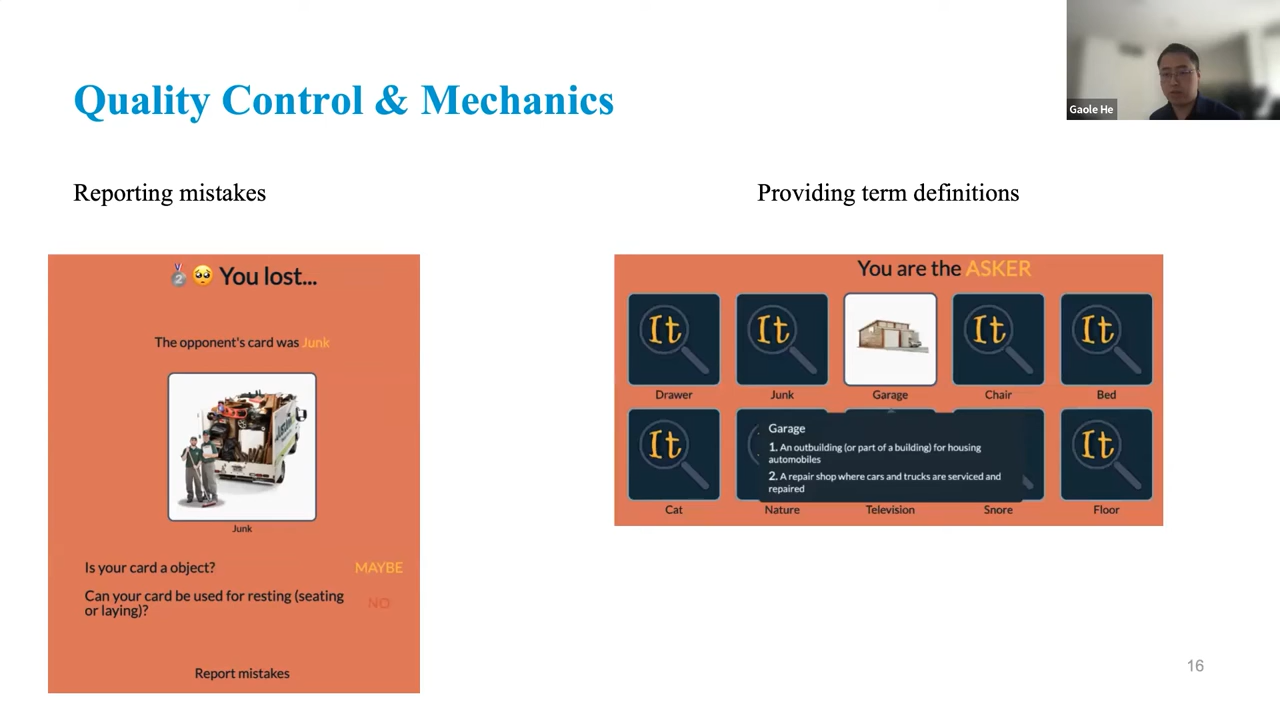 Quality Control & Mechanics
Gaole He
Reporting mistakes
Providing term definitions
You lost...
The opponent's card was Junk
Junk
Is your card a object?
MAYBE
Can your card be used for resting (seating
or laying)?
NO
Report mistakes
You are the ASKER
It
It
It
It
Drawer
Junk
Garage
Chair
Bed
It
It
Garage
1. An outbuilding (or part of a building) for housing
automobiles
2. A repair shop where cars and trucks are serviced and
repaired
Cat
Nature
Television
Snore
Floor
16